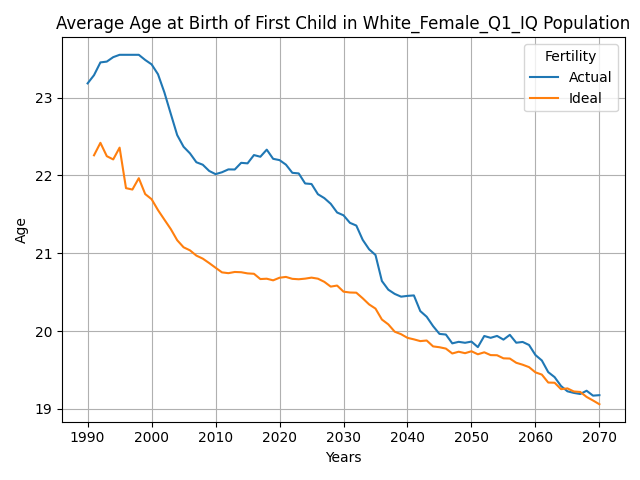 Average Age at Birth of First Child in White_Female_Q1_IQ Population
Fertility
Actual
Ideal
Age
23
22
21
20
19
1990 2000 2010 2020 2030 2040 2050 2060 2070
Years